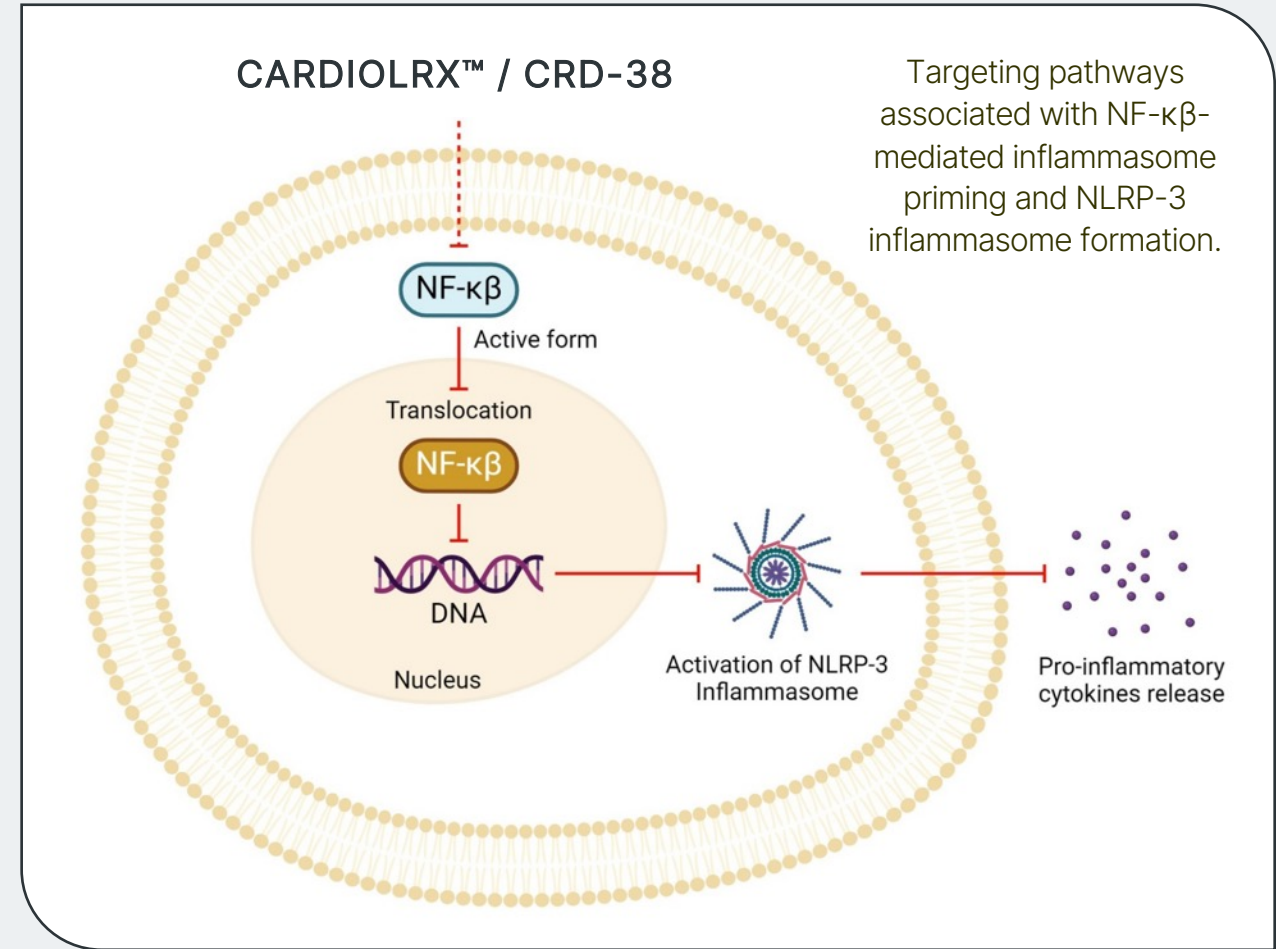 CARDIOLRX™ / CRD-38
Targeting pathways
associated with NF-κβ-
mediated inflammasome
priming and NLRP-3
inflammasome formation.
NF-κβ
Active form
Translocation
NF-κβ
DNA
Nucleus
Activation of NLRP-3
Inflammasome
Pro-inflammatory
cytokines release